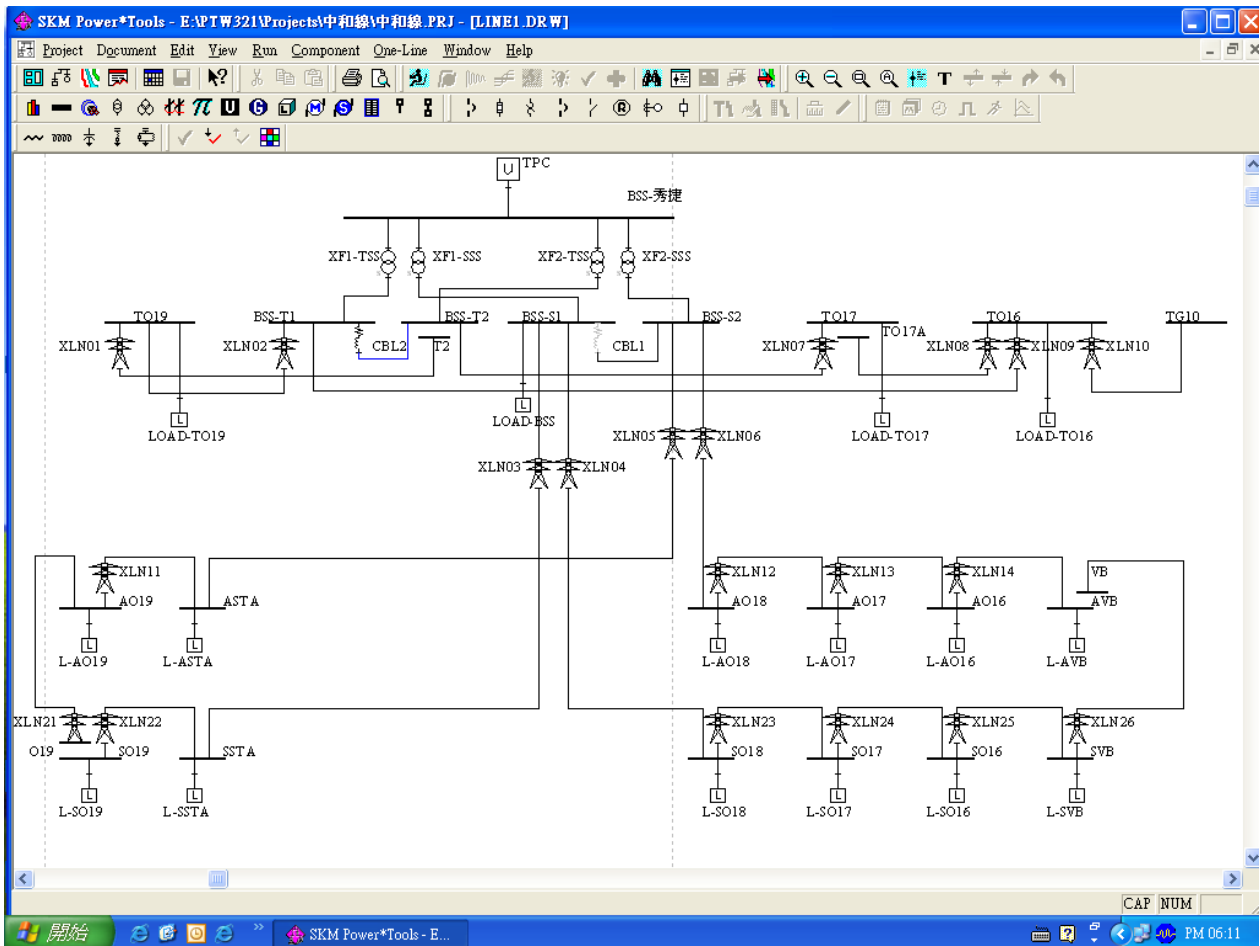 SKM Power*Tools - E:\PTW321\Projects\中和線\中和線.PRJ - [LINE1.DRW]
Project Document Edit View Run Component One-Line Window Help
TPC
BSS-秀捷
XF1-TSS XF1-SSS XF2-TSS XF2-SSS
TO19 BSS-T1 BSS-T2 BSS-S1 BSS-S2 TO17 TO16 TG10
TO17A
XLN01 XLN02 CBL2 T2 CBL1 XLN07 XLN08 XLN09 XLN10
LOAD-BSS
LOAD-TO19 XLN05 XLN06 LOAD-TO17 LOAD-TO16
XLN03 XLN04
XLN11 XLN12 XLN13 XLN14 VB
AO19 ASTA AO18 AO17 AO16 AVB
L-AO19 L-ASTA L-AO18 L-AO17 L-AO16 L-AVB
XLN21 XLN22 XLN23 XLN24 XLN25 XLN26
O19 SO19 SSTA SO18 SO17 SO16 SVB
L-SO19 L-SSTA L-SO18 L-SO17 L-SO16 L-SVB
CAP NUM
開始 SKM Power*Tools - E... PM 06:11